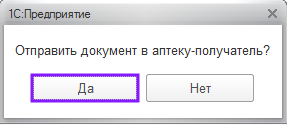 1С:Предприятие
Отправить документ в аптеку-получатель?
Да
Нет